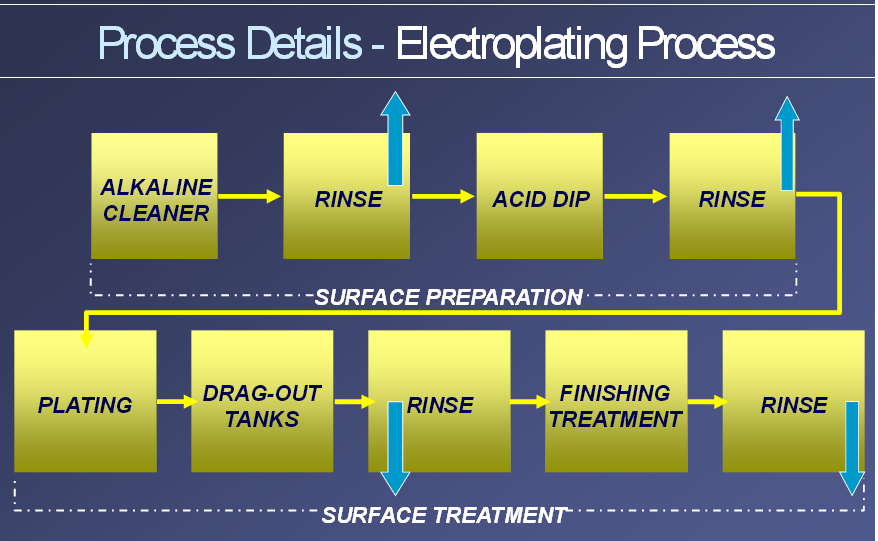 Process Details - Electroplating Process
ALKALINE
CLEANER
RINSE
ACID DIP
RINSE
SURFACE PREPARATION
PLATING
DRAG-OUT
TANKS
RINSE
FINISHING
TREATMENT
RINSE
SURFACE TREATMENT